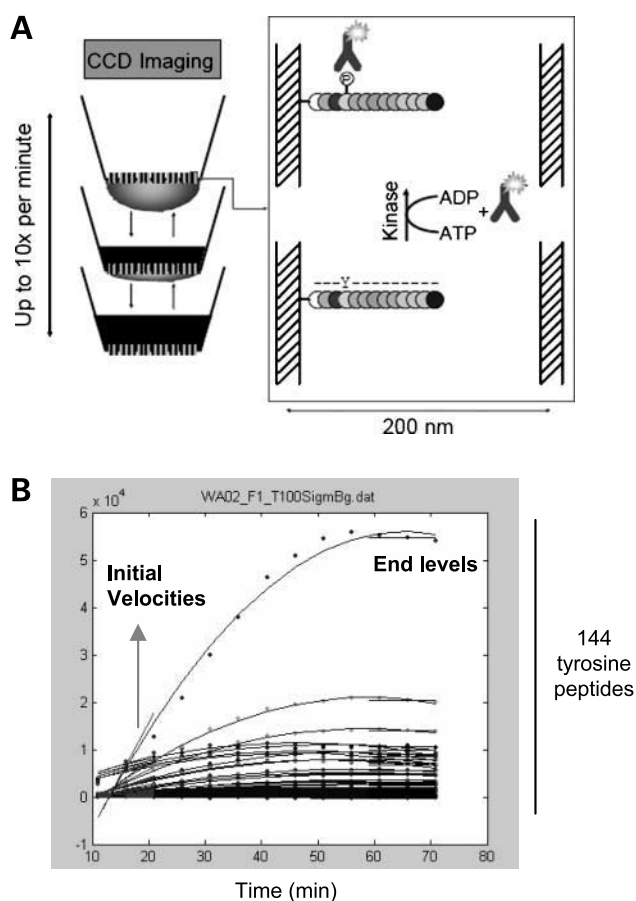 A
CCD Imaging
Up to 10x per minute
P
Kinase
ADP
+
ATP
Y
200 nm
B
x 10^4
WA02_F1_T100SigmBg.dat
6
5
4
3
2
1
0
-1
Initial
Velocities
End levels
10 20 30 40 50 60 70 80
Time (min)
144
tyrosine
peptides